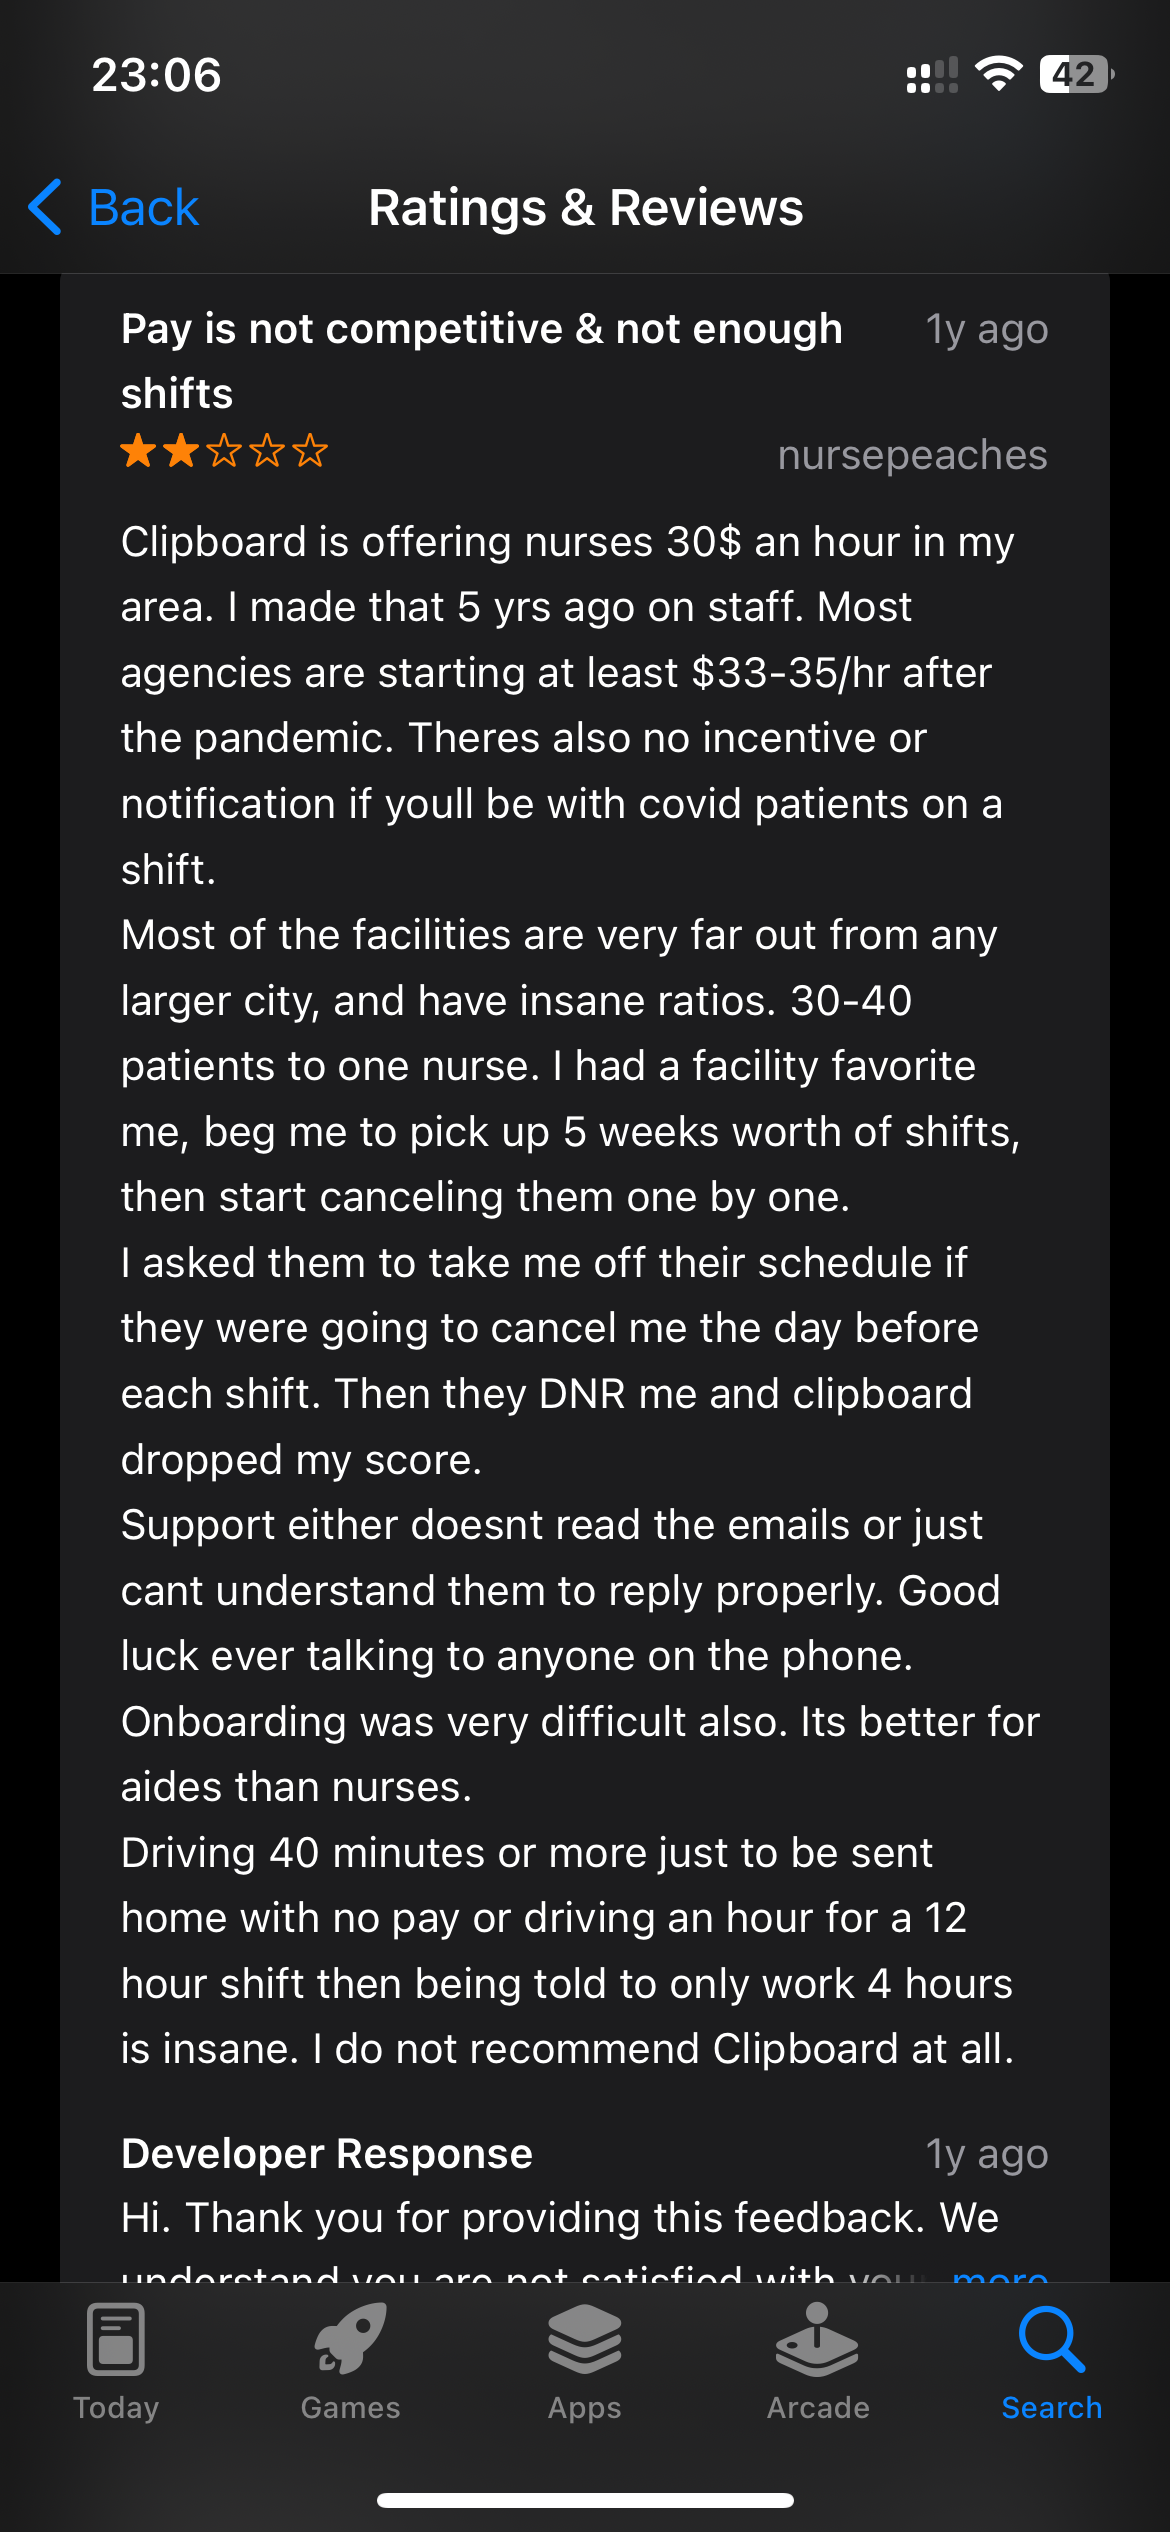 23:06
42
Back
Ratings & Reviews
Pay is not competitive & not enough
shifts
1y ago
nursepeaches
Clipboard is offering nurses 30$ an hour in my
area. I made that 5 yrs ago on staff. Most
agencies are starting at least $33-35/hr after
the pandemic. Theres also no incentive or
notification if youll be with covid patients on a
shift.
Most of the facilities are very far out from any
larger city, and have insane ratios. 30-40
patients to one nurse. I had a facility favorite
me, beg me to pick up 5 weeks worth of shifts,
then start canceling them one by one.
I asked them to take me off their schedule if
they were going to cancel me the day before
each shift. Then they DNR me and clipboard
dropped my score.
Support either doesnt read the emails or just
cant understand them to reply properly. Good
luck ever talking to anyone on the phone.
Onboarding was very difficult also. Its better for
aides than nurses.
Driving 40 minutes or more just to be sent
home with no pay or driving an hour for a 12
hour shift then being told to only work 4 hours
is insane. I do not recommend Clipboard at all.
Developer Response
1y ago
Hi. Thank you for providing this feedback. We
understand you are not satisfied with more
Today
Games
Apps
Arcade
Search